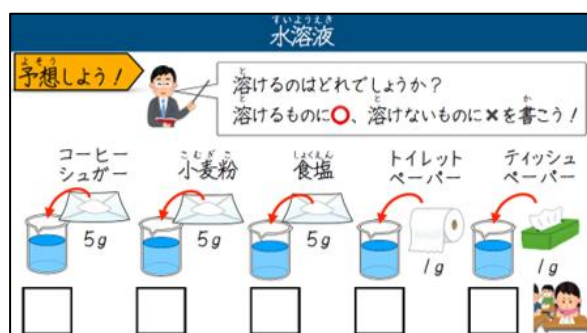 すいようえき
水溶液
よそう
予想しよう！
と
溶けるのはどれでしょうか？
と か
溶けるものに○、溶けないものに×を書こう！
コーヒー
シュガー
こむぎこ
小麦粉
しょくえん
食塩
トイレット
ペーパー
ティッシュ
ペーパー
5g
5g
5g
1g
1g